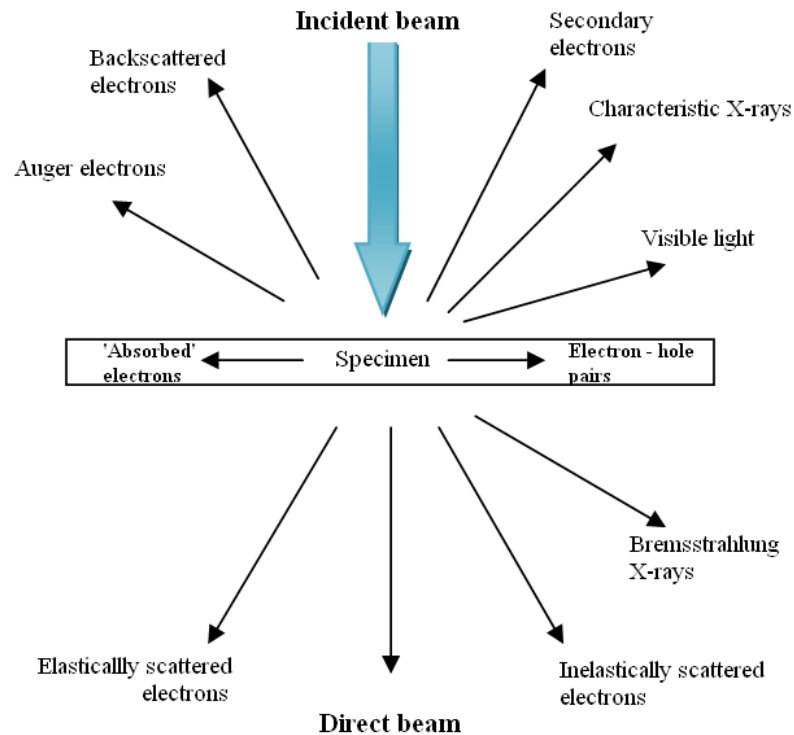 Incident beam
Secondary
electrons
Backscattered
electrons
Characteristic X-rays
Auger electrons
Visible light
'Absorbed'
electrons
Specimen
Electron - hole
pairs
Bremsstrahlung
X-rays
Elasticallly scattered
electrons
Inelastically scattered
electrons
Direct beam